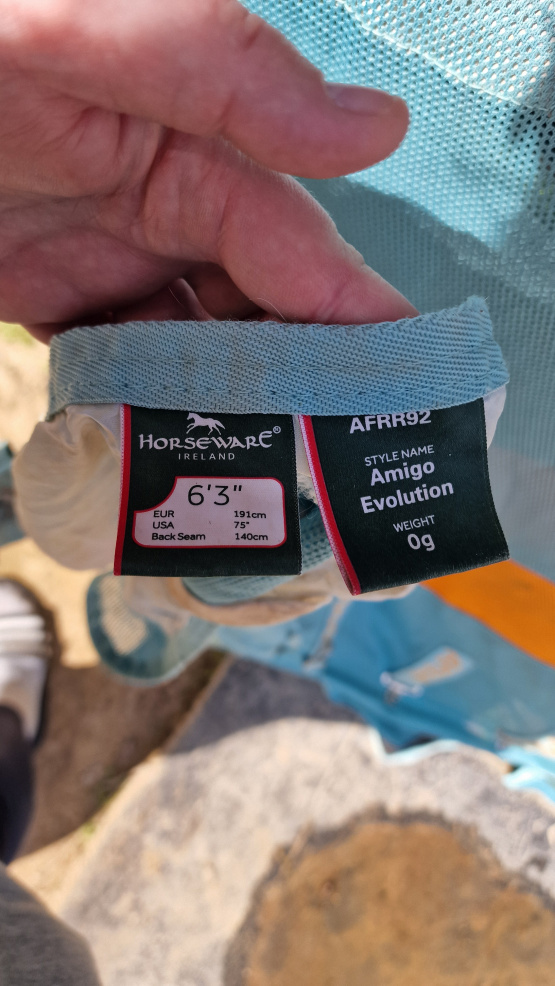 HORSEWARE®
IRELAND
6'3"
EUR 191cm
USA 75"
Back Seam 140cm
AFRR92
STYLE NAME
Amigo
Evolution
WEIGHT
0g